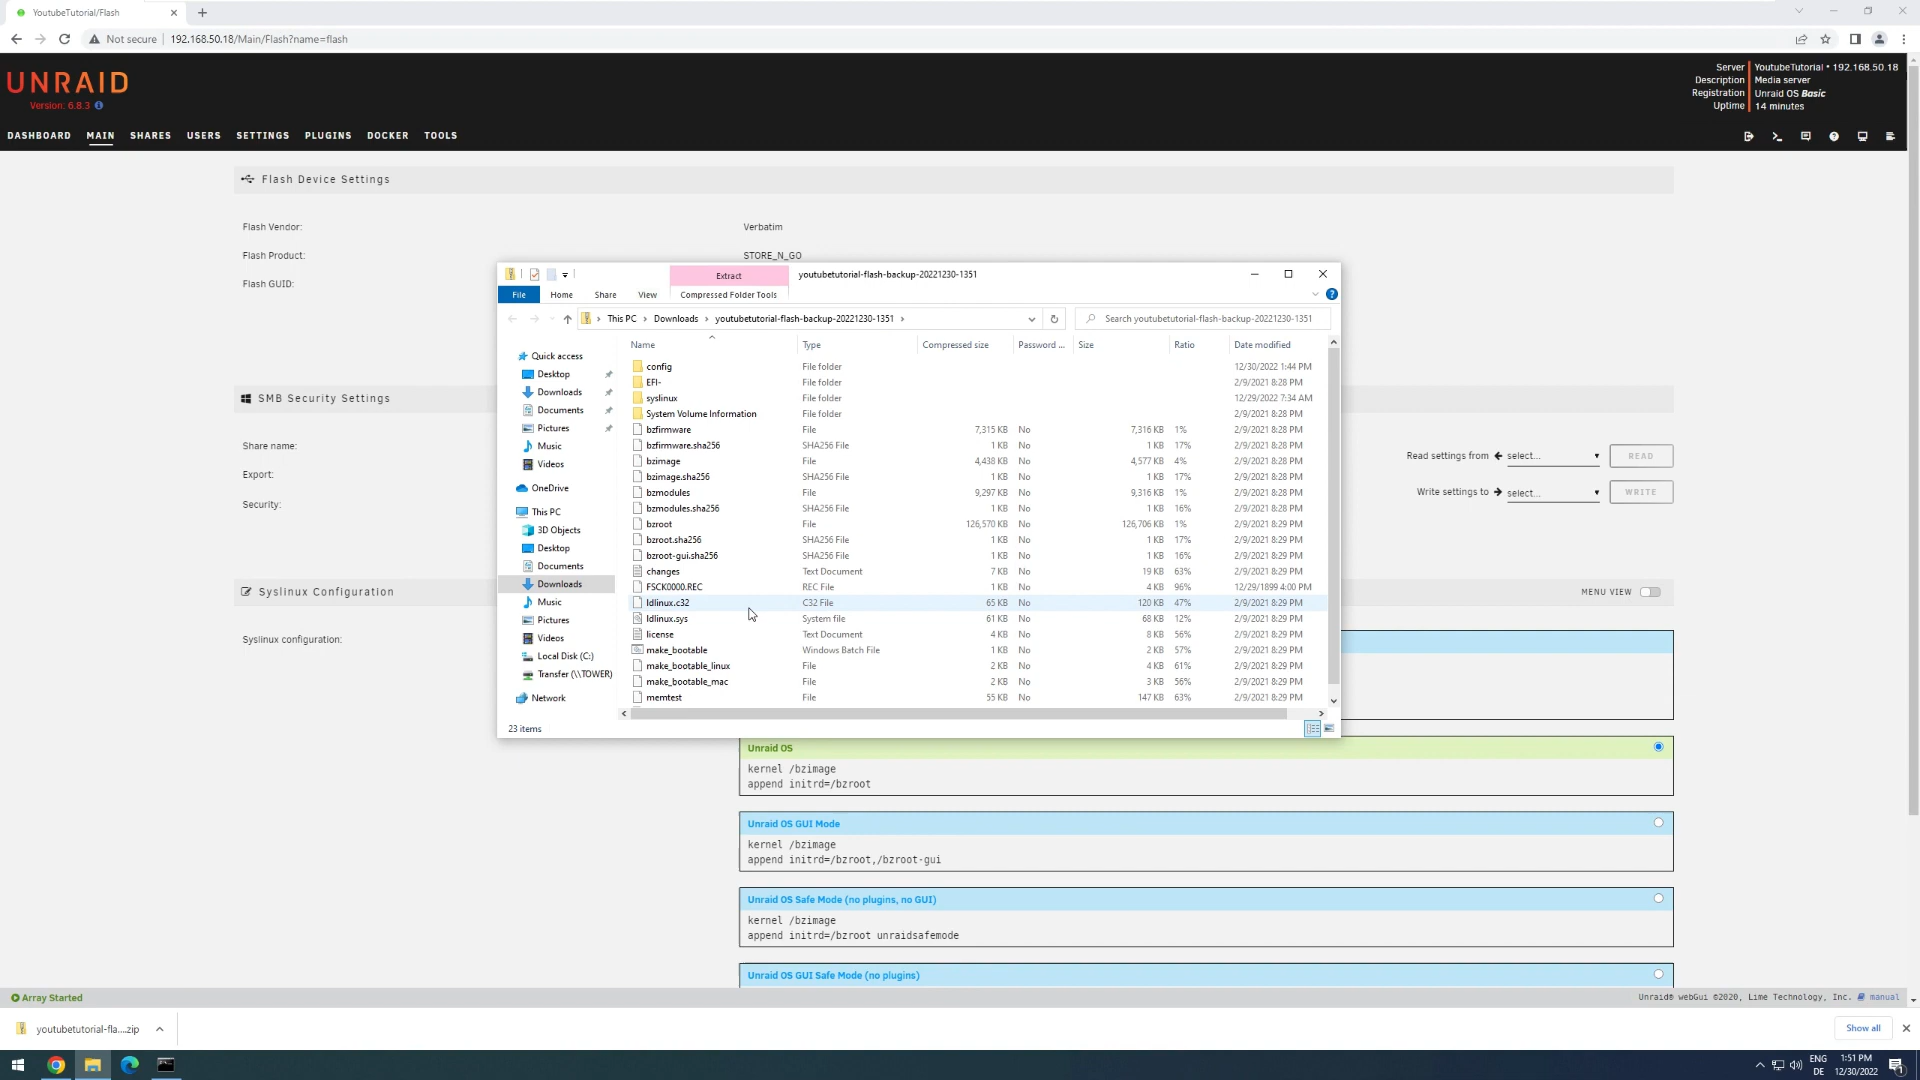 YoutubeTutorial/Flash
Not secure
192.168.50.18/Main/Flash?name=flash
UNRAID
Version: 6.8.3
Server YoutubeTutorial • 192.168.50.18
Description Media server
Registration Unraid OS Basic
Uptime 14 minutes
DASHBOARD MAIN SHARES USERS SETTINGS PLUGINS DOCKER TOOLS
Flash Device Settings
Flash Vendor: Verbatim
Flash Product: STORE_N_GO
Flash GUID:
SMB Security Settings
Share name:
Export:
Security:
Read settings from select... READ
Write settings to select... WRITE
Syslinux Configuration
MENU VIEW
Syslinux configuration:
Extract
youtubetutorial-flash-backup-20221230-1351
File Home Share View Compressed Folder Tools
This PC > Downloads > youtubetutorial-flash-backup-20221230-1351 >
Search youtubetutorial-flash-backup-20221230-1351
Quick access
Desktop
Downloads
Documents
Pictures
Music
Videos
OneDrive
This PC
3D Objects
Desktop
Documents
Downloads
Music
Pictures
Videos
Local Disk (C:)
Transfer (\\TOWER)
Network
Name Type Compressed size Password ... Size Ratio Date modified
config File folder 12/30/2022 1:44 PM
EFI- File folder 2/9/2021 8:28 PM
syslinux File folder 12/29/2022 7:34 AM
System Volume Information File folder 2/9/2021 8:28 PM
bzfirmware File 7,315 KB No 7,316 KB 1% 2/9/2021 8:28 PM
bzfirmware.sha256 SHA256 File 1 KB No 1 KB 17% 2/9/2021 8:28 PM
bzimage File 4,438 KB No 4,577 KB 4% 2/9/2021 8:28 PM
bzimage.sha256 SHA256 File 1 KB No 1 KB 17% 2/9/2021 8:28 PM
bzmodules File 9,297 KB No 9,316 KB 1% 2/9/2021 8:28 PM
bzmodules.sha256 SHA256 File 1 KB No 1 KB 16% 2/9/2021 8:28 PM
bzroot File 126,570 KB No 126,706 KB 1% 2/9/2021 8:29 PM
bzroot.sha256 SHA256 File 1 KB No 1 KB 17% 2/9/2021 8:29 PM
bzroot-gui.sha256 SHA256 File 1 KB No 1 KB 16% 2/9/2021 8:29 PM
changes Text Document 7 KB No 19 KB 63% 2/9/2021 8:29 PM
FSCK0000.REC REC File 1 KB No 4 KB 96% 12/29/1899 4:00 PM
ldlinux.c32 C32 File 65 KB No 120 KB 47% 2/9/2021 8:29 PM
ldlinux.sys System file 61 KB No 68 KB 12% 2/9/2021 8:29 PM
license Text Document 4 KB No 8 KB 56% 2/9/2021 8:29 PM
make_bootable Windows Batch File 1 KB No 2 KB 57% 2/9/2021 8:29 PM
make_bootable_linux File 2 KB No 4 KB 61% 2/9/2021 8:29 PM
make_bootable_mac File 2 KB No 3 KB 56% 2/9/2021 8:29 PM
memtest File 55 KB No 147 KB 63% 2/9/2021 8:29 PM
23 items
Unraid OS
kernel /bzimage
append initrd=/bzroot
Unraid OS GUI Mode
kernel /bzimage
append initrd=/bzroot,/bzroot-gui
Unraid OS Safe Mode (no plugins, no GUI)
kernel /bzimage
append initrd=/bzroot unraidsafemode
Unraid OS GUI Safe Mode (no plugins)
Array Started
Unraid® webGui ©2020, Lime Technology, Inc. manual
youtubetutorial-fla....zip
Show all
ENG
DE
1:51 PM
12/30/2022
1